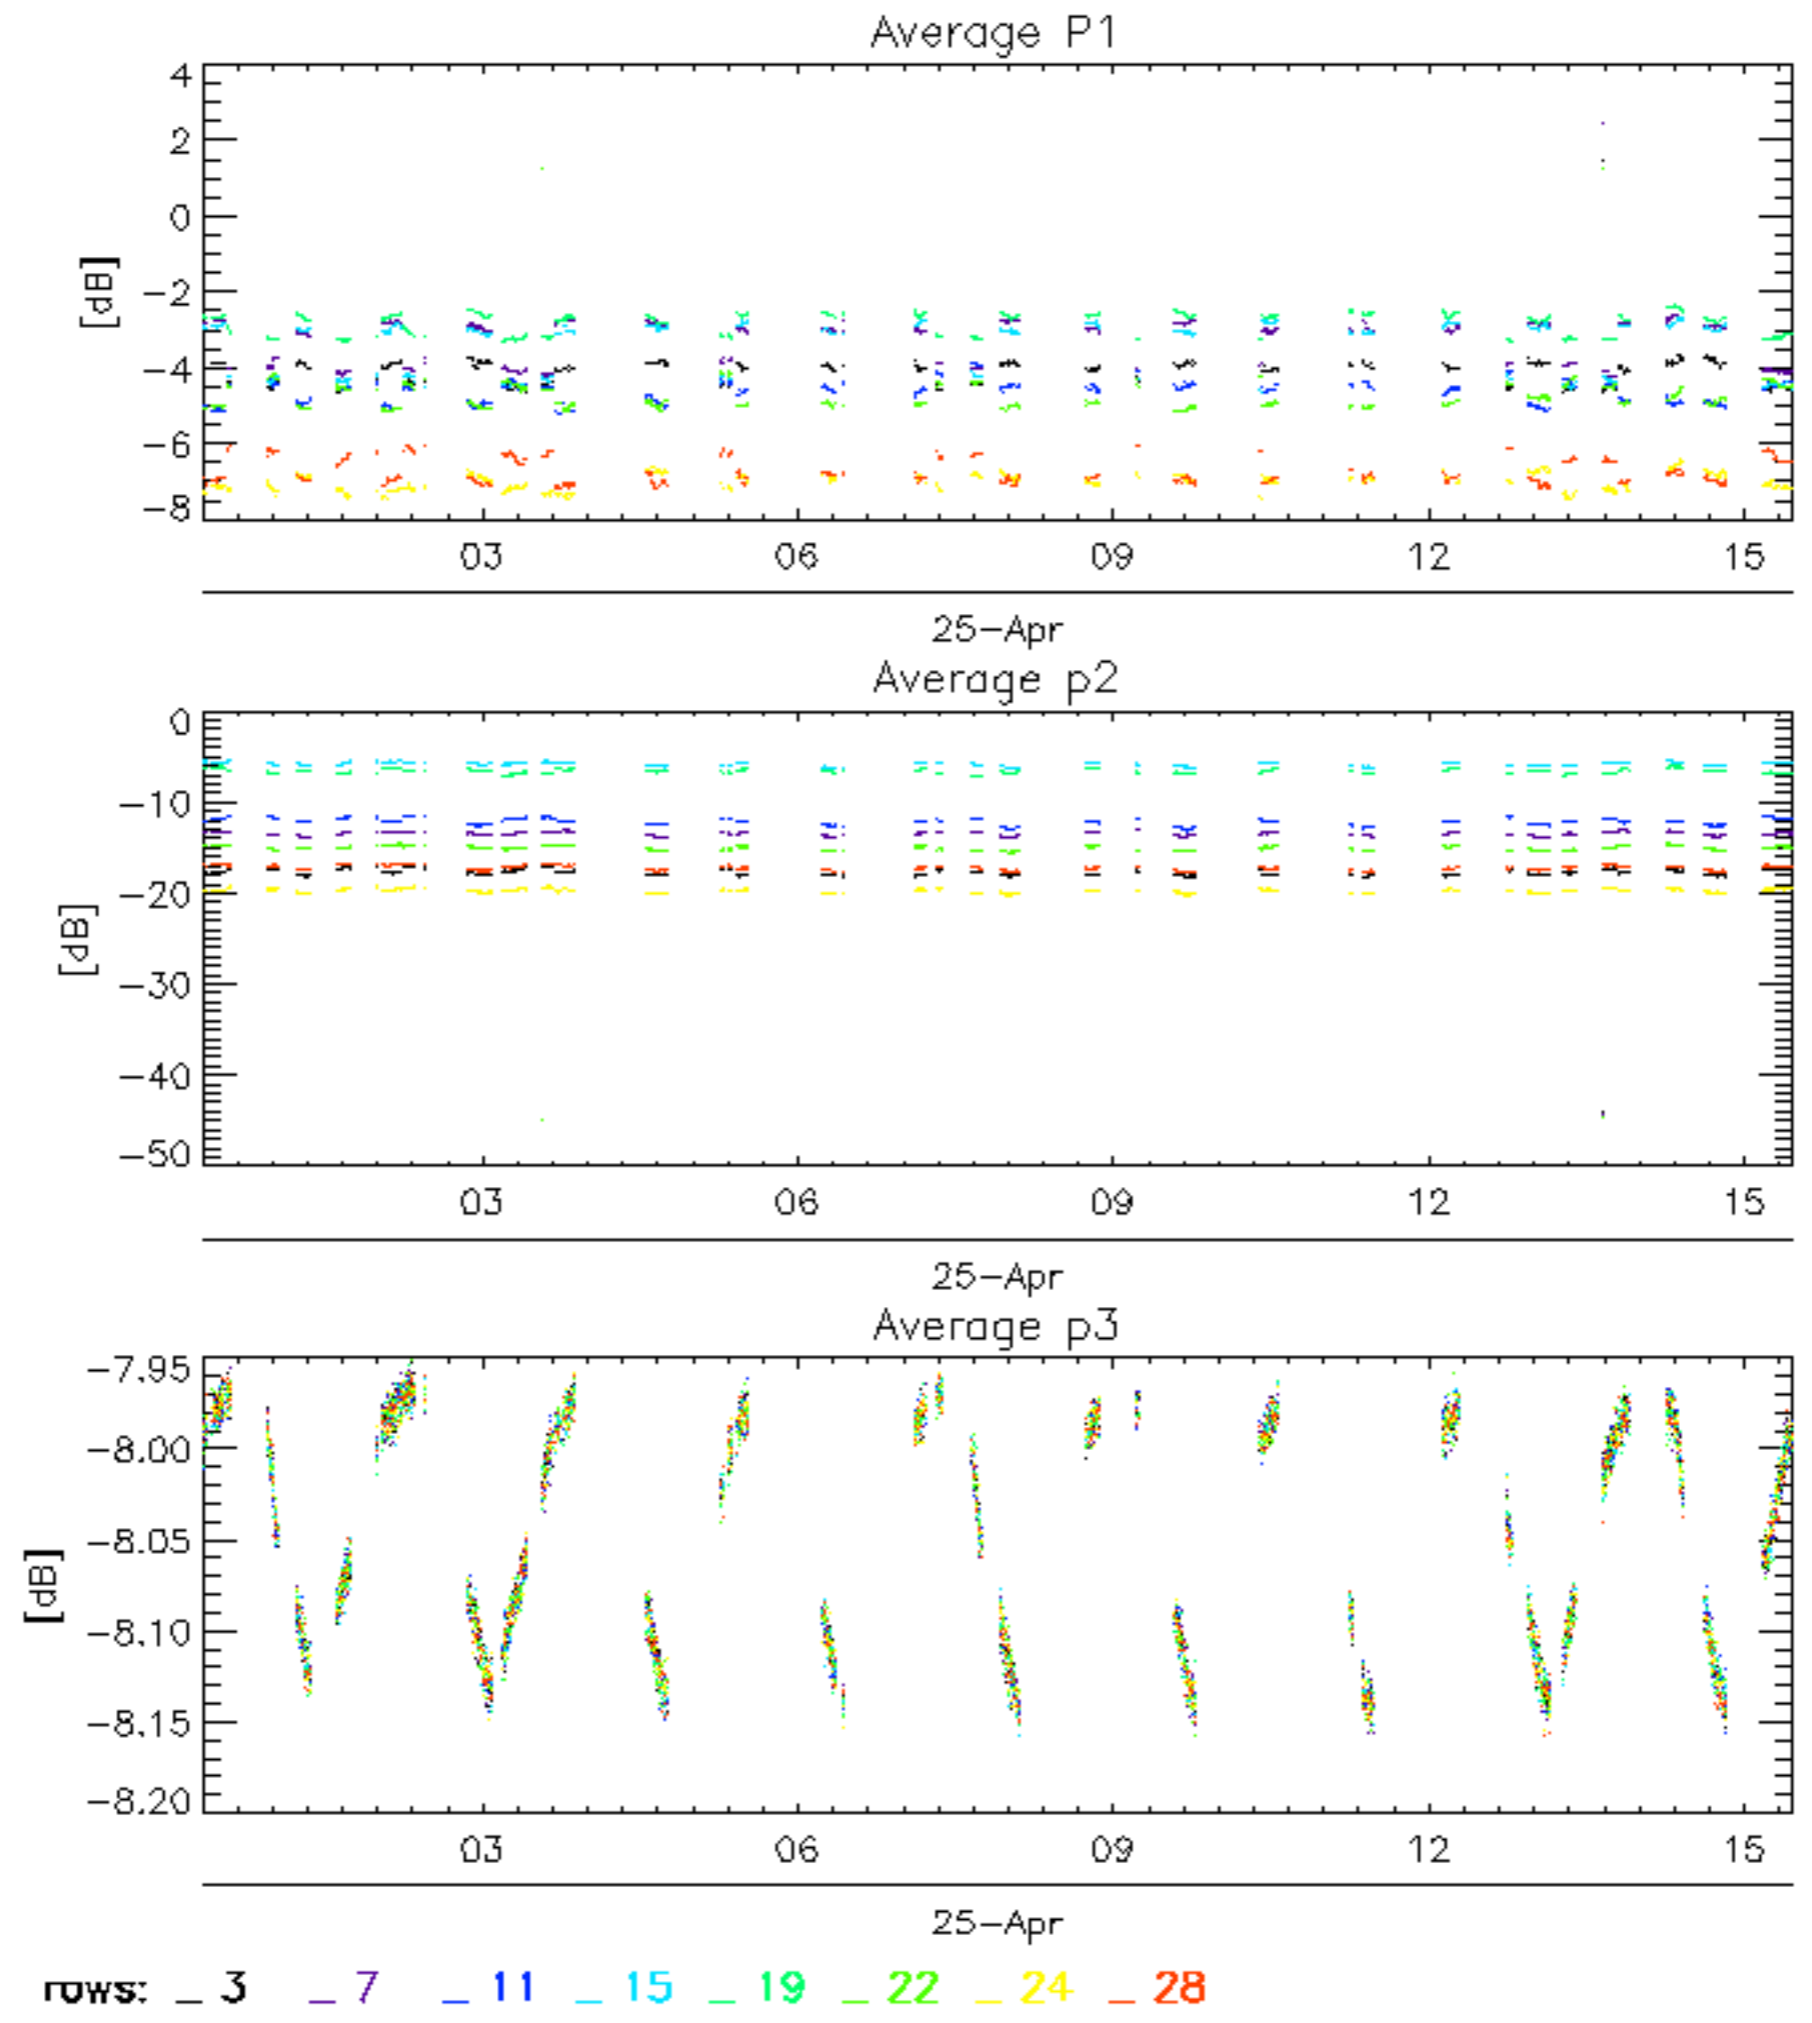 Average P1
4
2
0
−2
−4
−6
−8
[dB]
03 06 09 12 15
25−Apr
Average p2
0
−10
−20
−30
−40
−50
[dB]
03 06 09 12 15
25−Apr
Average p3
−7.95
−8.00
−8.05
−8.10
−8.15
−8.20
[dB]
03 06 09 12 15
25−Apr
rows: _ 3 _ 7 _ 11 _ 15 _ 19 _ 22 _ 24 _ 28